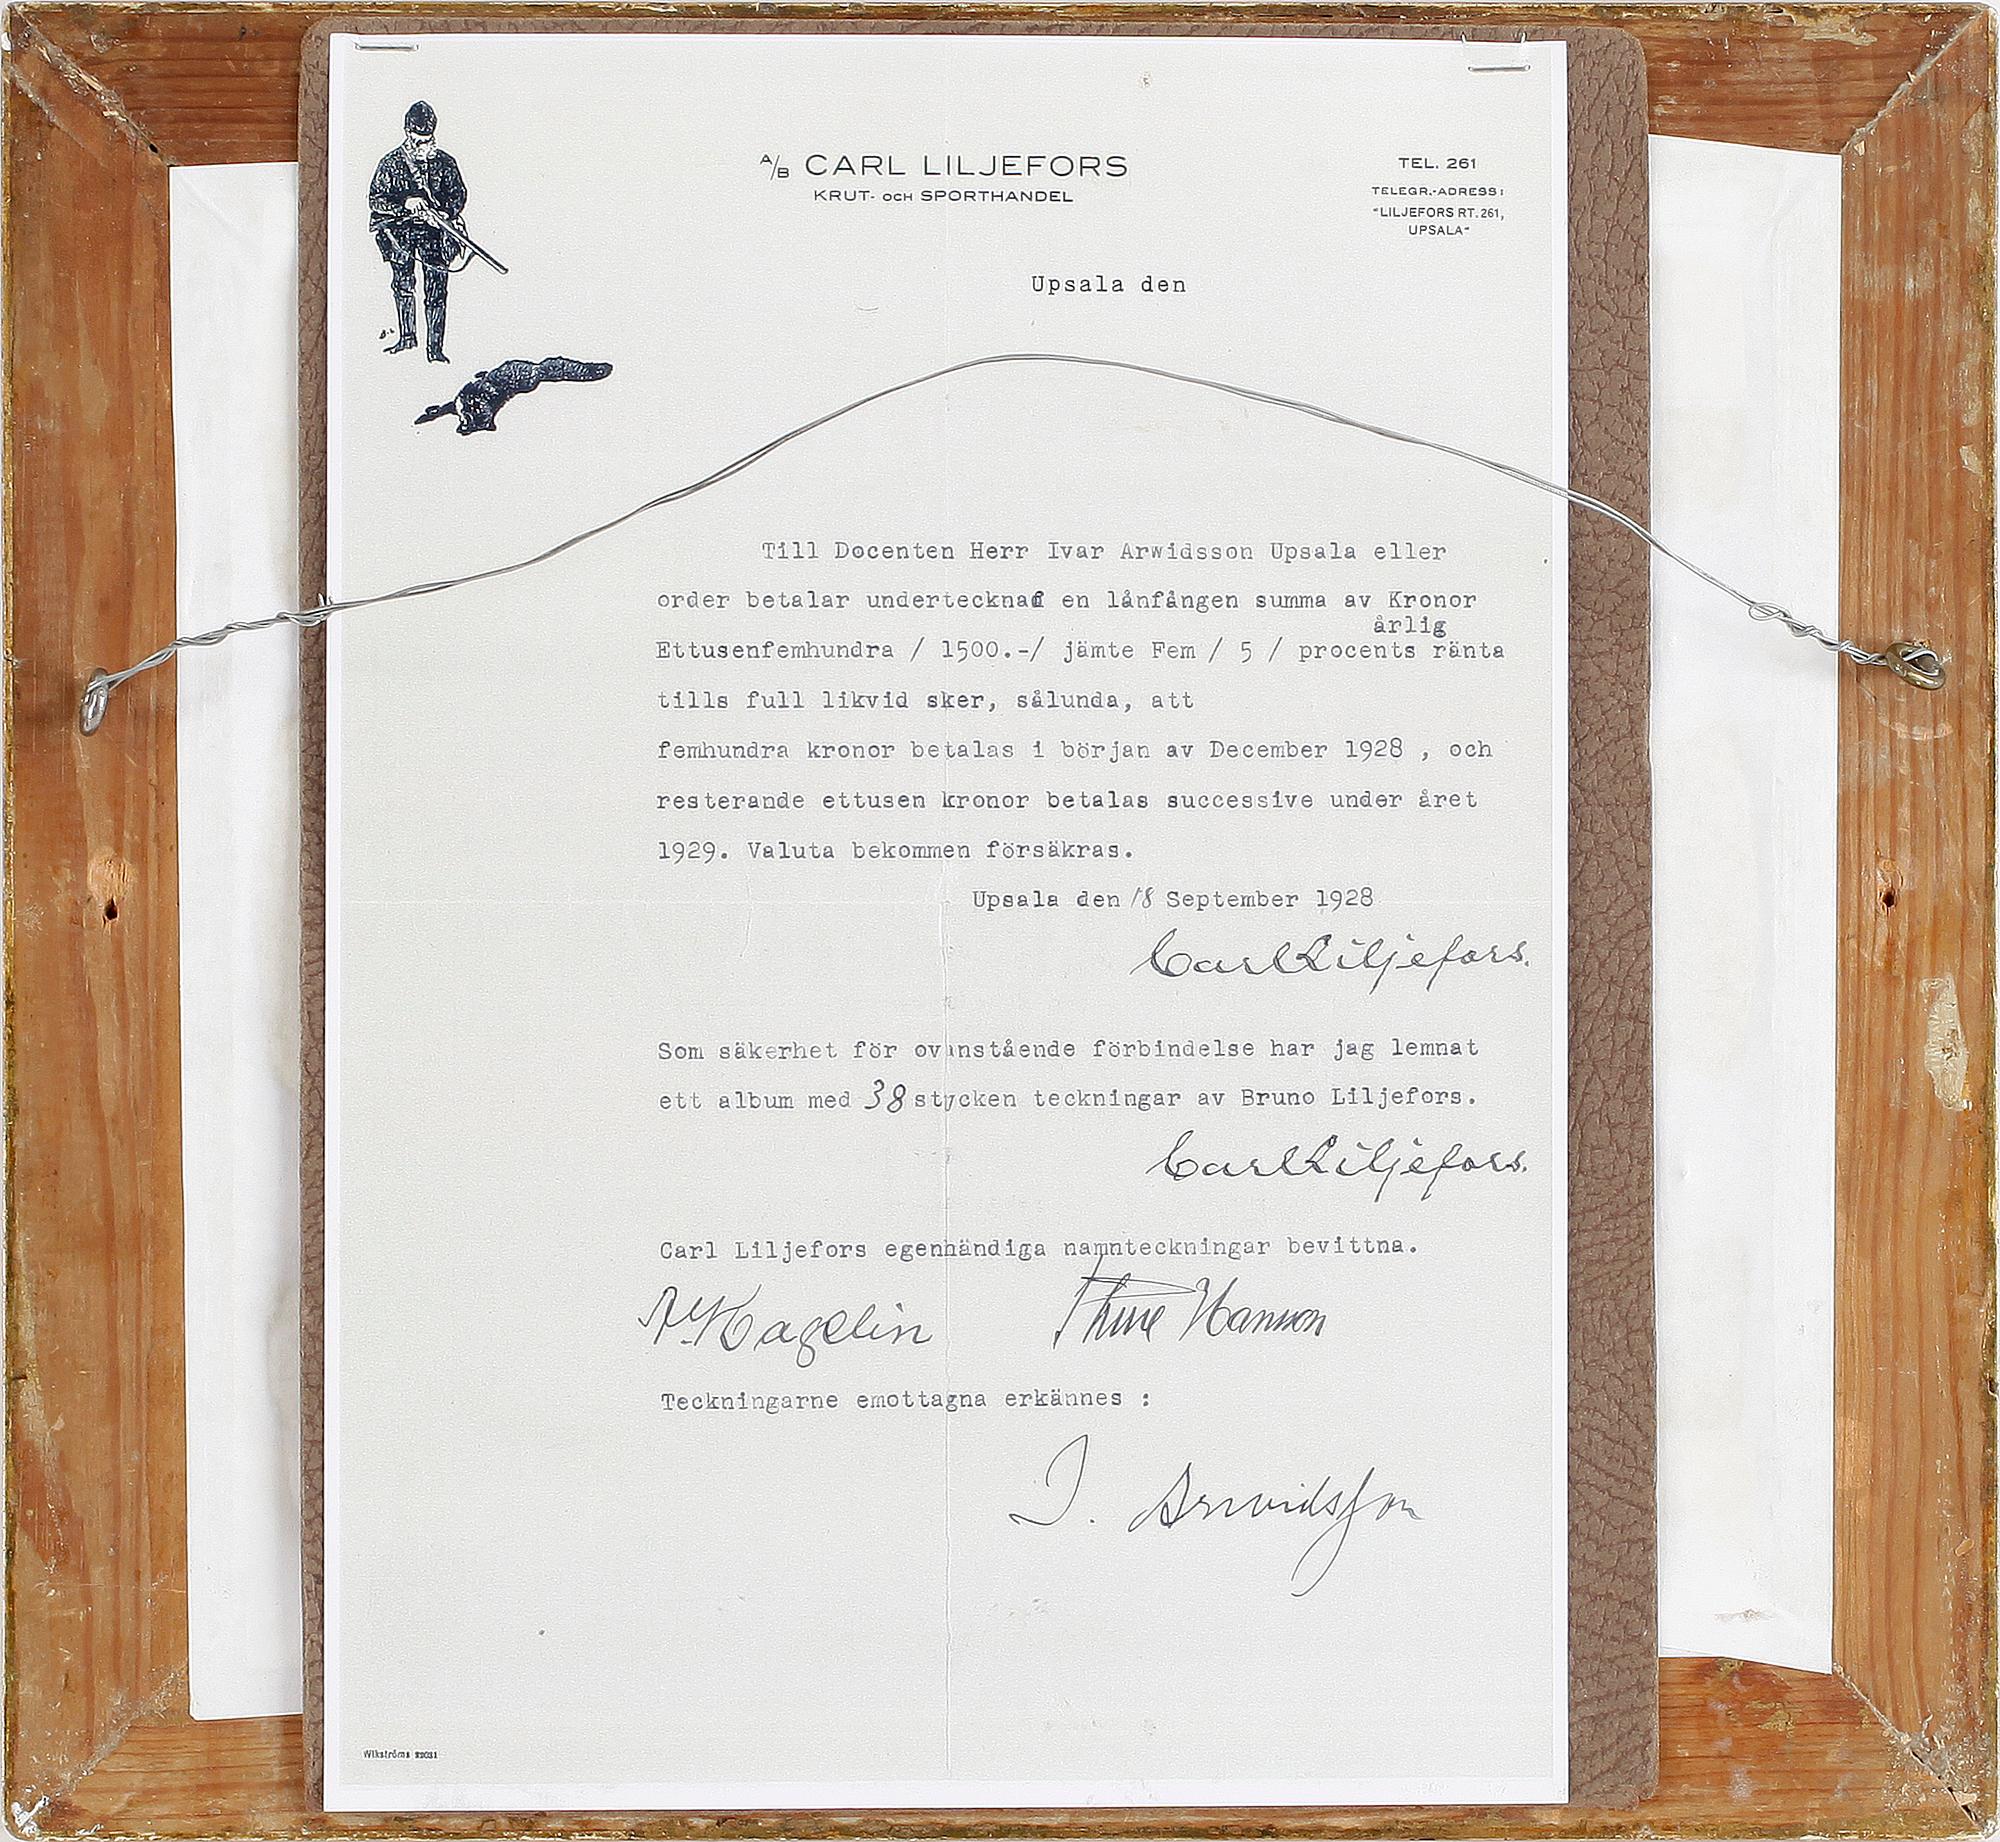 A/B CARL LILJEFORS
KRUT- OCH SPORTHANDEL
TEL. 261
TELEGR.-ADRESS:
"LILJEFORS RT. 261,
UPSALA"
Upsala den
Till Docenten Herr Ivar Arwidsson Upsala eller
order betalar undertecknad en lånfången summa av Kronor
årlig
Ettusenfemhundra / 1500.-/ jämte Fem / 5 / procents ränta
tills full likvid sker, sålunda, att
femhundra kronor betalas i början av December 1928 , och
resterande ettusen kronor betalas successive under året
1929. Valuta bekommen försäkras.
Upsala den 18 September 1928
Carl Liljefors.
Som säkerhet för ovanstående förbindelse har jag lemnat
ett album med 38 stycken teckningar av Bruno Liljefors.
Carl Liljefors.
Carl Liljefors egenhändiga namnteckningar bevittna.
Hagelin Thure Hanson
Teckningarne emottagna erkännes :
I. Arwidsson
Wikströms